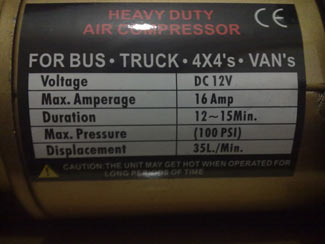 HEAVY DUTY
AIR COMPRESSOR
CE
FOR BUS • TRUCK • 4X4's • VAN's
Voltage DC 12V
Max. Amperage 16 Amp
Duration 12~15Min.
Max. Pressure (100 PSI)
Displacement 35L./Min.
CAUTION:THE UNIT MAY GET HOT WHEN OPERATED FOR
LONG PERIODS OF TIME